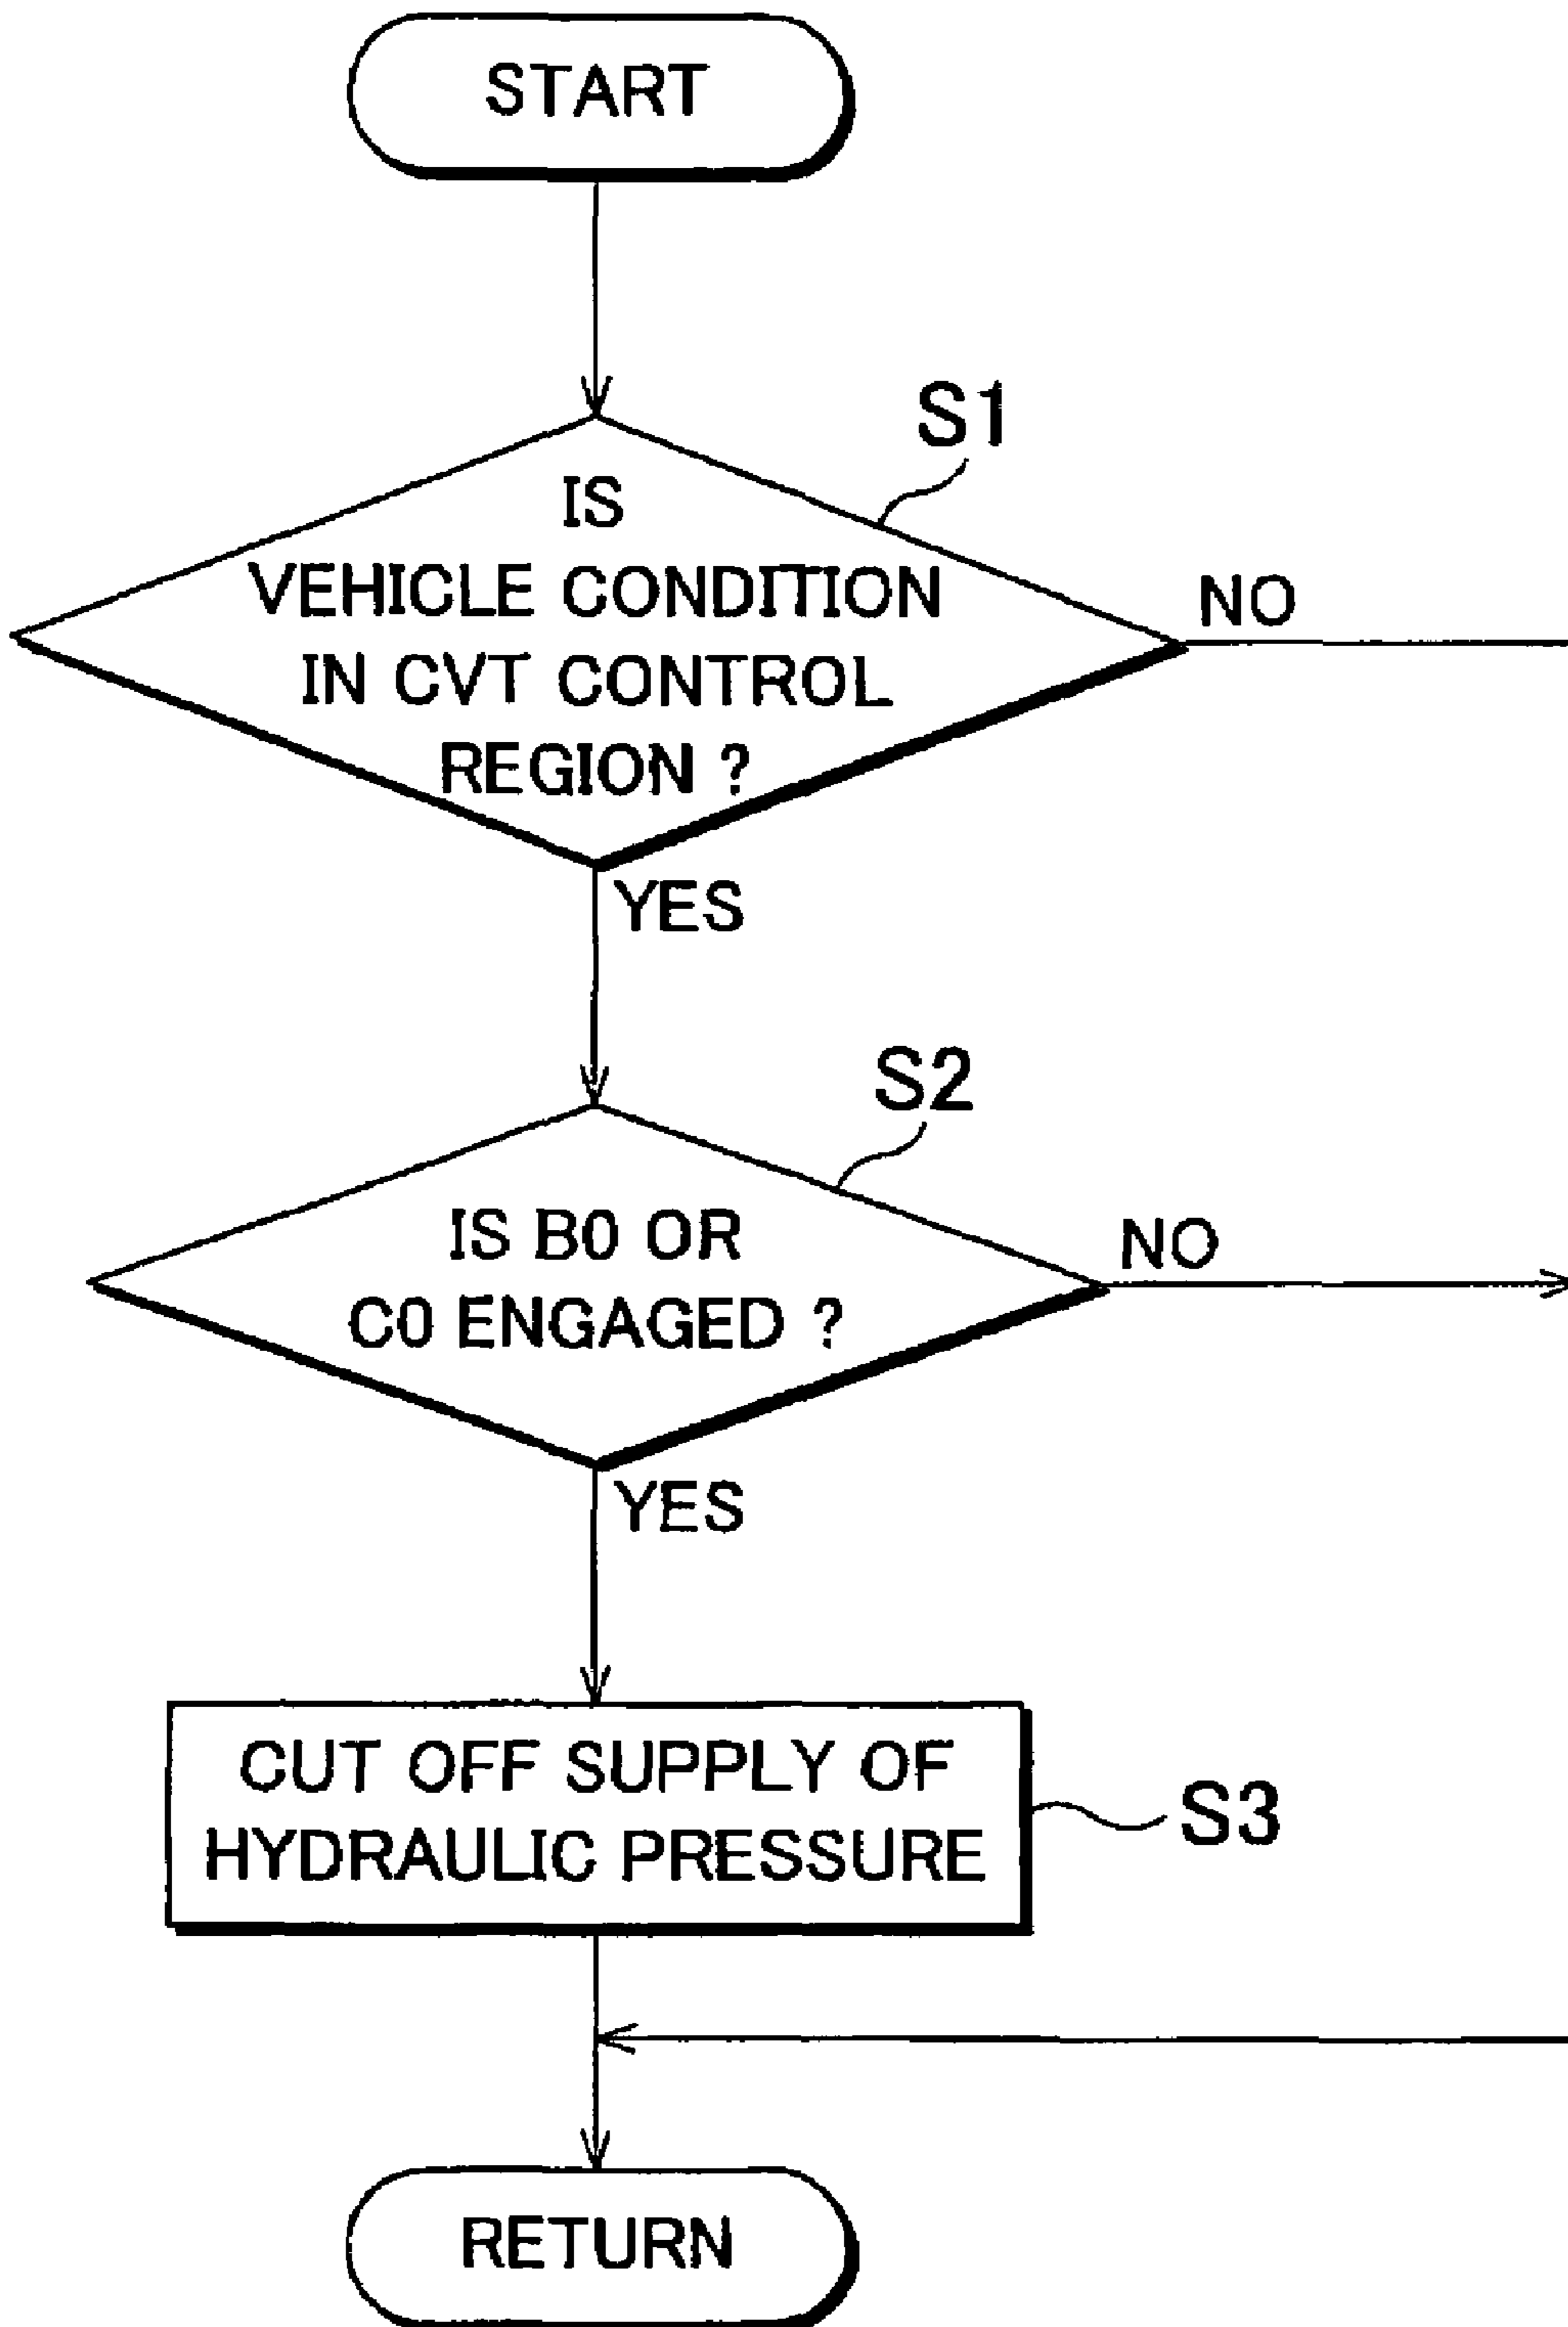 START
S1
IS
VEHICLE CONDITION
IN CVT CONTROL
REGION ?
NO
YES
S2
IS B0 OR
C0 ENGAGED ?
NO
YES
CUT OFF SUPPLY OF
HYDRAULIC PRESSURE
S3
RETURN